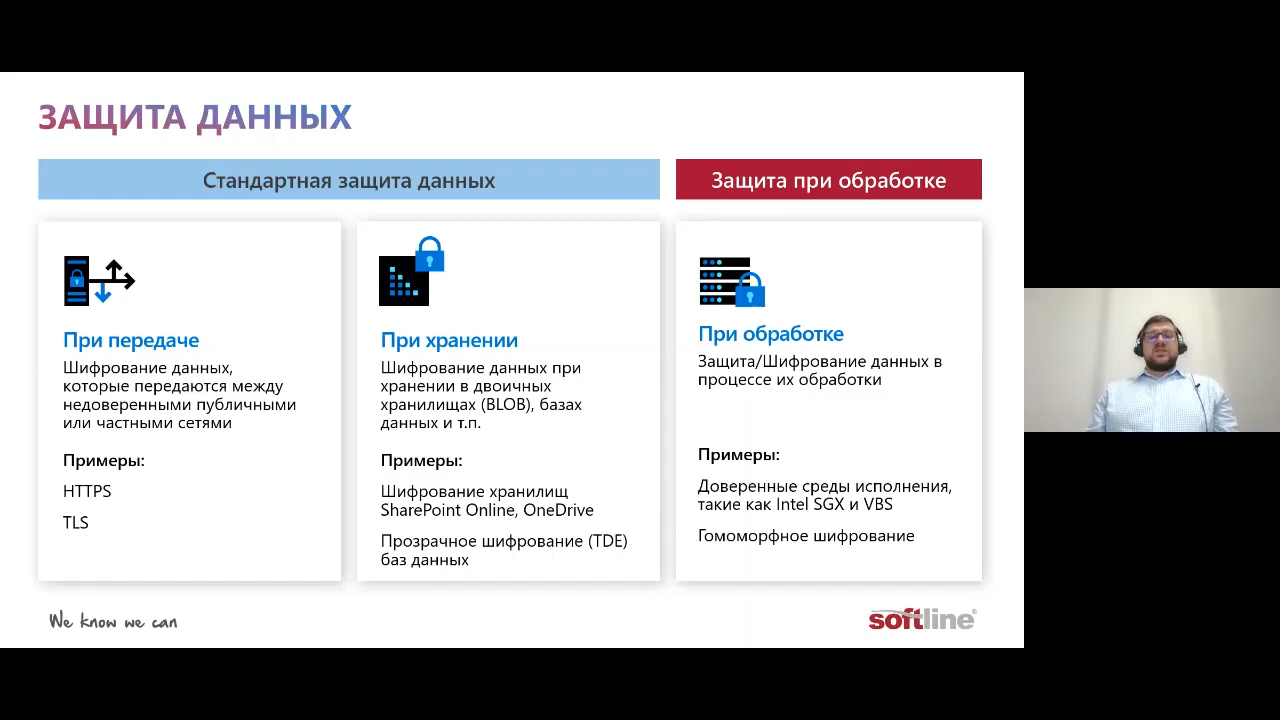 ЗАЩИТА ДАННЫХ
Стандартная защита данных
Защита при обработке
При передаче
Шифрование данных,
которые передаются между
недоверенными публичными
или частными сетями
Примеры:
HTTPS
TLS
При хранении
Шифрование данных при
хранении в двоичных
хранилищах (BLOB), базах
данных и т.п.
Примеры:
Шифрование хранилищ
SharePoint Online, OneDrive
Прозрачное шифрование (TDE)
баз данных
При обработке
Защита/Шифрование данных в
процессе их обработки
Примеры:
Доверенные среды исполнения,
такие как Intel SGX и VBS
Гомоморфное шифрование
We know we can
softline®